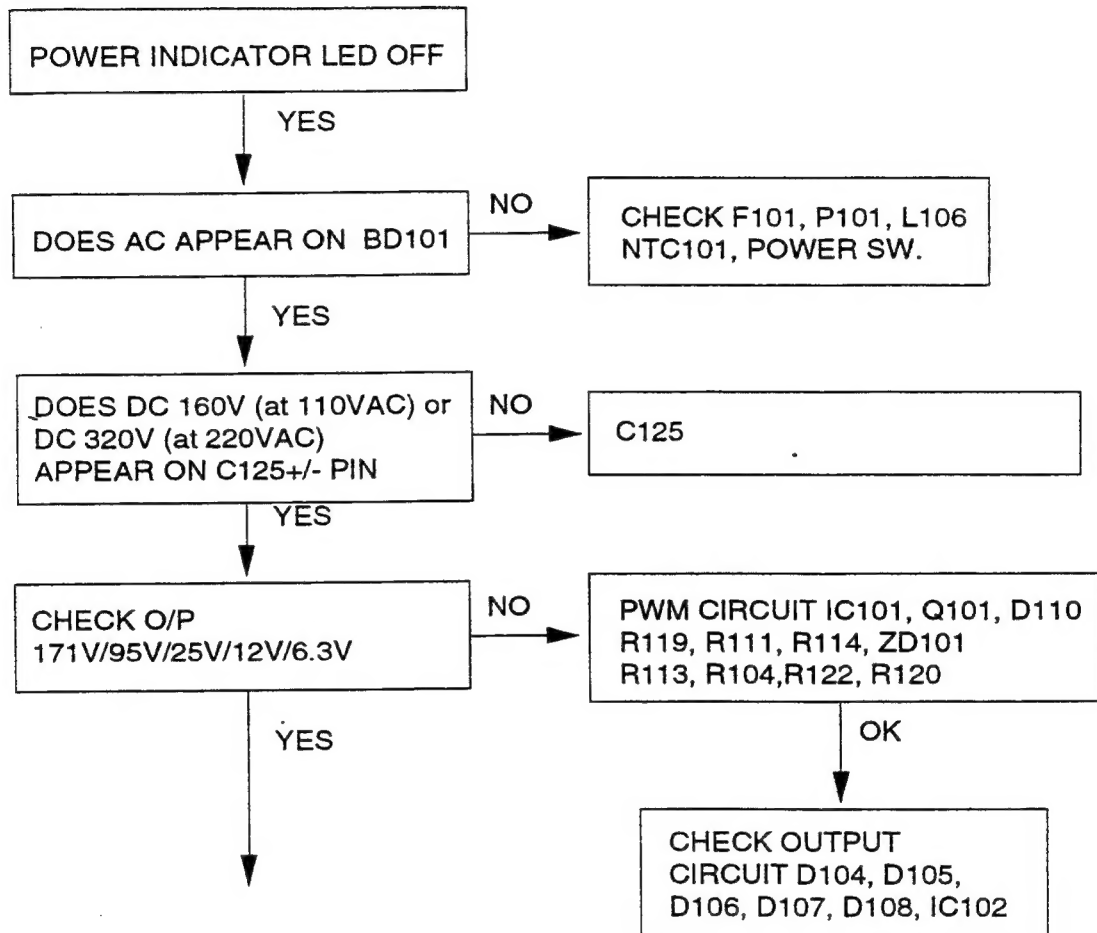 POWER INDICATOR LED OFF
YES
DOES AC APPEAR ON BD101
NO
CHECK F101, P101, L106
NTC101, POWER SW.
YES
DOES DC 160V (at 110VAC) or
DC 320V (at 220VAC)
APPEAR ON C125+/- PIN
NO
C125
YES
CHECK O/P
171V/95V/25V/12V/6.3V
NO
PWM CIRCUIT IC101, Q101, D110
R119, R111, R114, ZD101
R113, R104,R122, R120
YES
OK
CHECK OUTPUT
CIRCUIT D104, D105,
D106, D107, D108, IC102